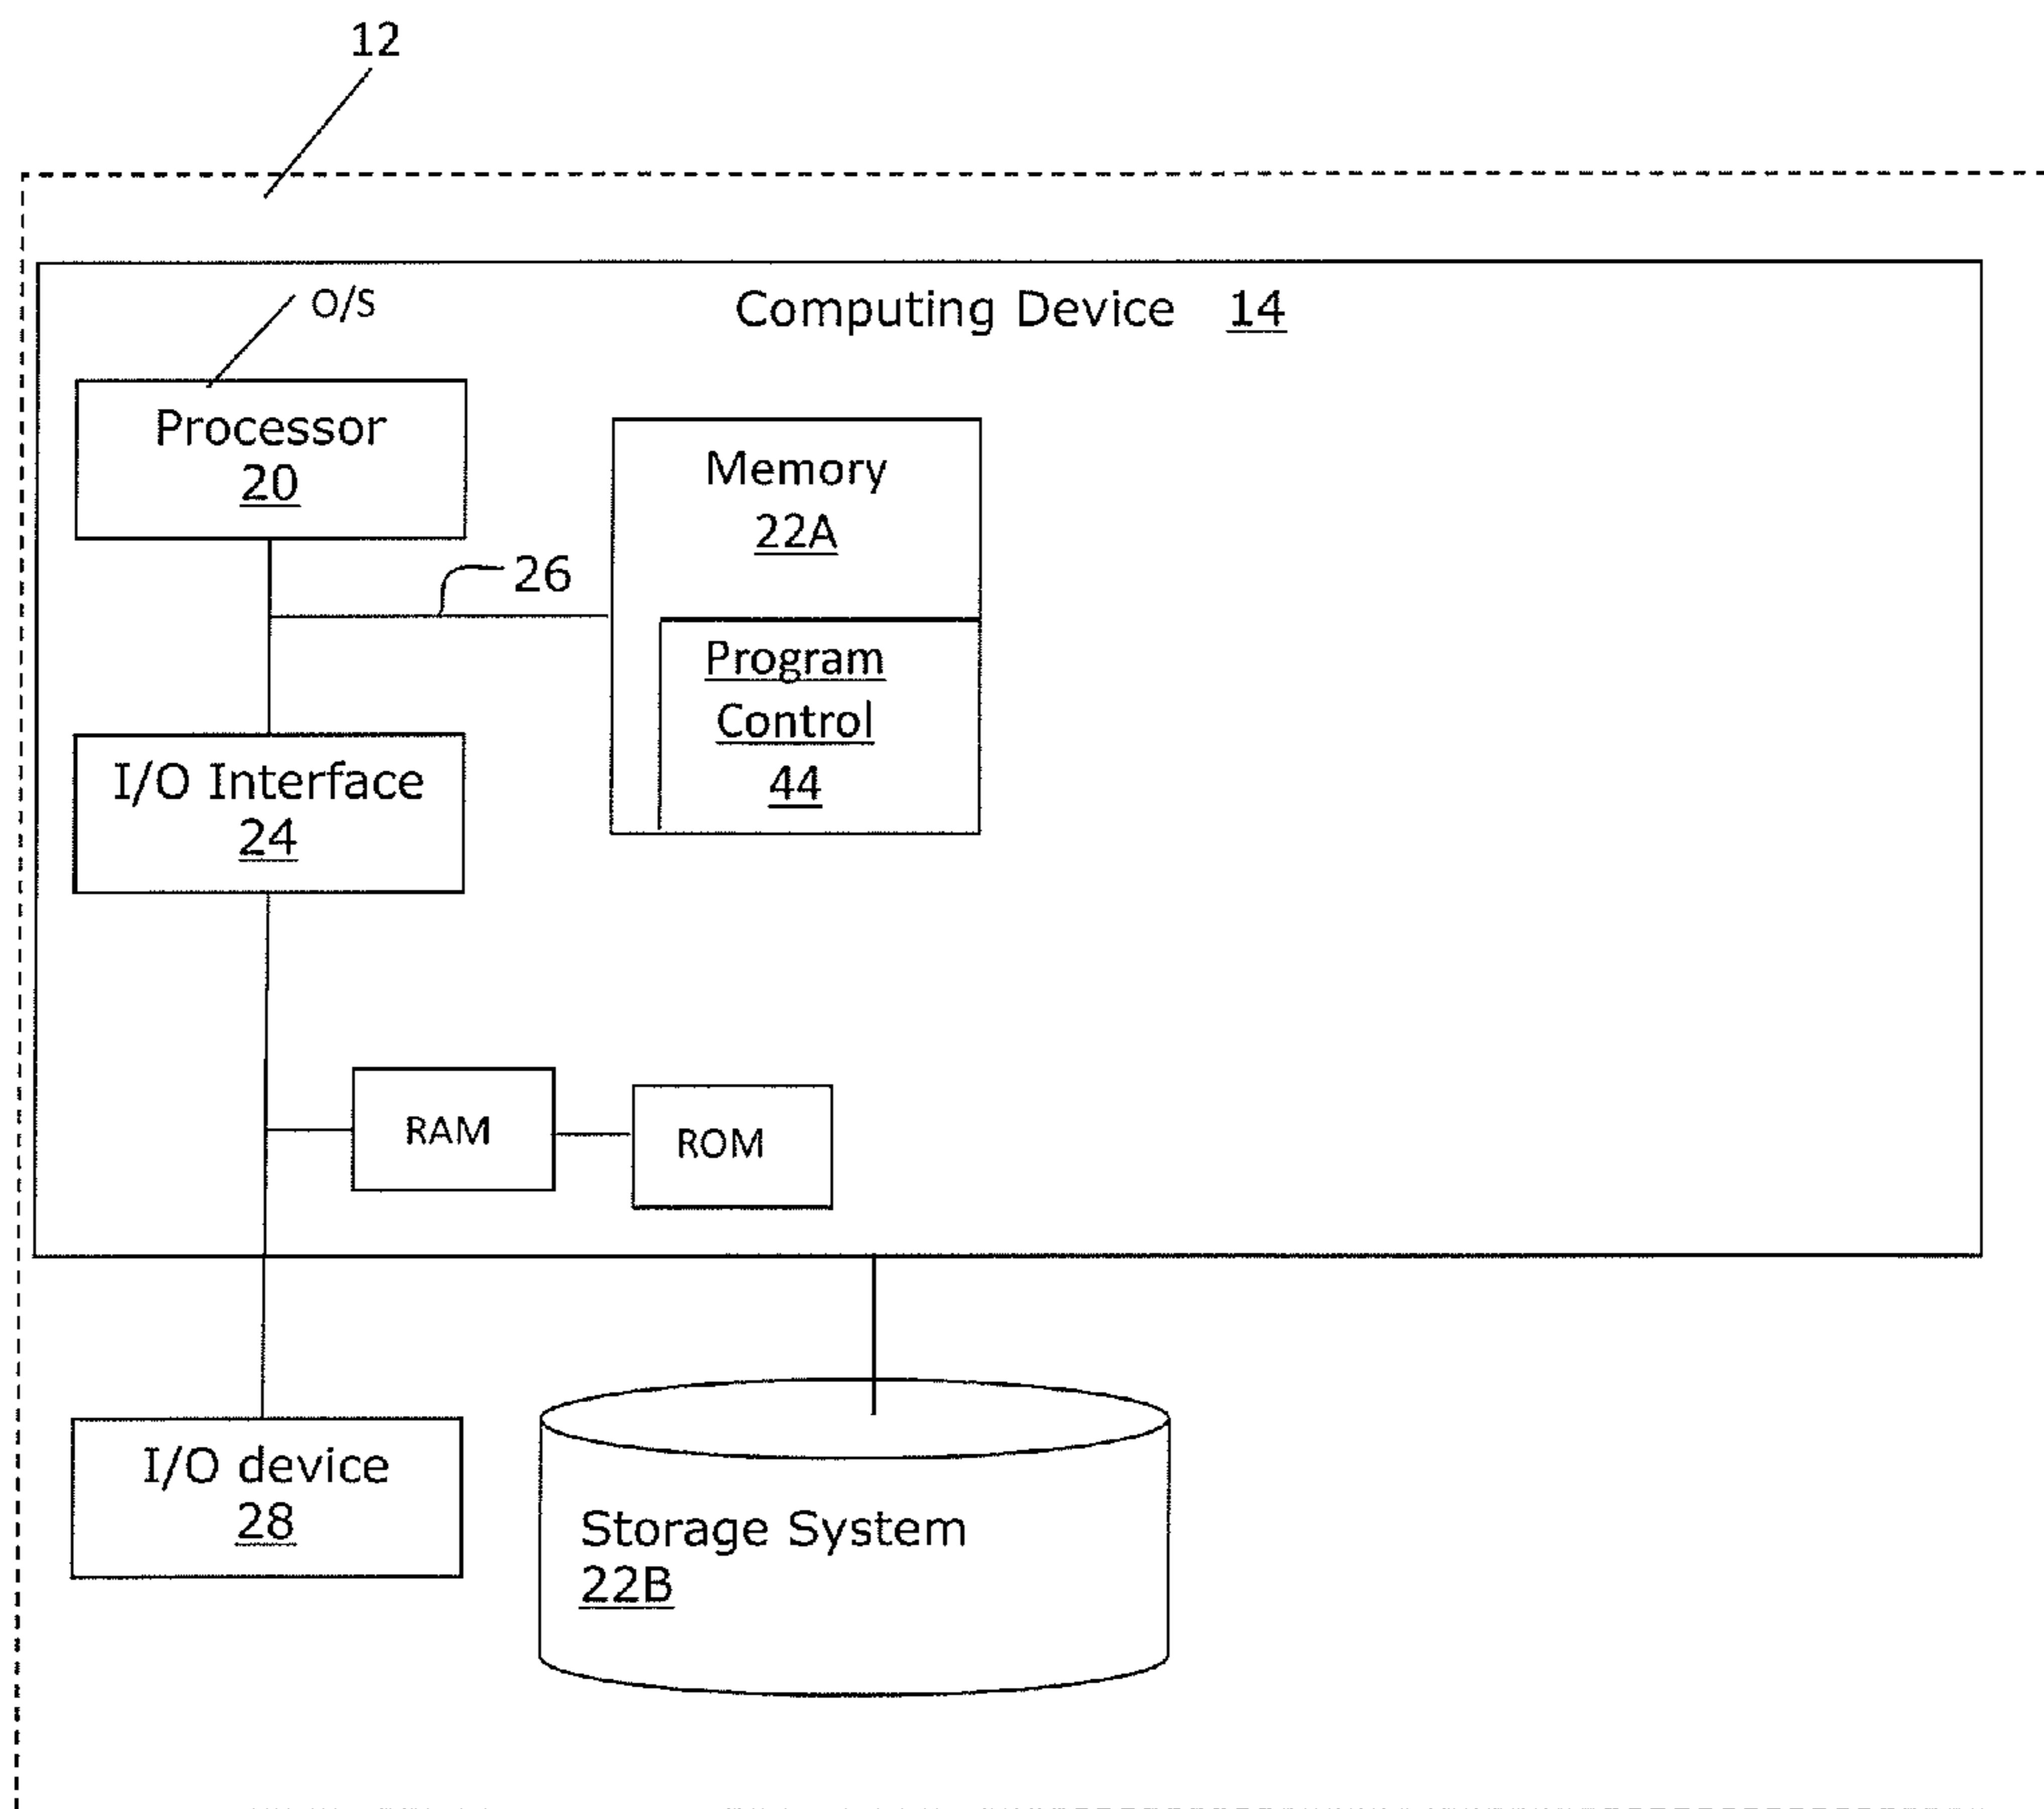 12
O/S
Computing Device 14
Processor
20
Memory
22A
26
Program
Control
44
I/O Interface
24
RAM
ROM
I/O device
28
Storage System
22B